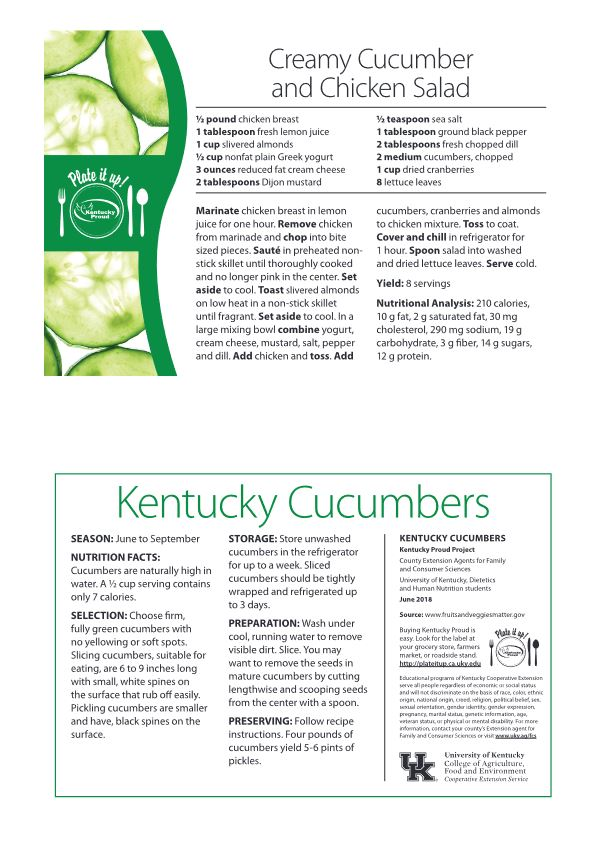 Creamy Cucumber
and Chicken Salad
Plate it up!
Kentucky
Proud
½ pound chicken breast
1 tablespoon fresh lemon juice
1 cup slivered almonds
½ cup nonfat plain Greek yogurt
3 ounces reduced fat cream cheese
2 tablespoons Dijon mustard
½ teaspoon sea salt
1 tablespoon ground black pepper
2 tablespoons fresh chopped dill
2 medium cucumbers, chopped
1 cup dried cranberries
8 lettuce leaves
Marinate chicken breast in lemon
juice for one hour. Remove chicken
from marinade and chop into bite
sized pieces. Sauté in preheated non-
stick skillet until thoroughly cooked
and no longer pink in the center. Set
aside to cool. Toast slivered almonds
on low heat in a non-stick skillet
until fragrant. Set aside to cool. In a
large mixing bowl combine yogurt,
cream cheese, mustard, salt, pepper
and dill. Add chicken and toss. Add
cucumbers, cranberries and almonds
to chicken mixture. Toss to coat.
Cover and chill in refrigerator for
1 hour. Spoon salad into washed
and dried lettuce leaves. Serve cold.
Yield: 8 servings
Nutritional Analysis: 210 calories,
10 g fat, 2 g saturated fat, 30 mg
cholesterol, 290 mg sodium, 19 g
carbohydrate, 3 g fiber, 14 g sugars,
12 g protein.
Kentucky Cucumbers
SEASON: June to September
NUTRITION FACTS:
Cucumbers are naturally high in
water. A ½ cup serving contains
only 7 calories.
SELECTION: Choose firm,
fully green cucumbers with
no yellowing or soft spots.
Slicing cucumbers, suitable for
eating, are 6 to 9 inches long
with small, white spines on
the surface that rub off easily.
Pickling cucumbers are smaller
and have, black spines on the
surface.
STORAGE: Store unwashed
cucumbers in the refrigerator
for up to a week. Sliced
cucumbers should be tightly
wrapped and refrigerated up
to 3 days.
PREPARATION: Wash under
cool, running water to remove
visible dirt. Slice. You may
want to remove the seeds in
mature cucumbers by cutting
lengthwise and scooping seeds
from the center with a spoon.
PRESERVING: Follow recipe
instructions. Four pounds of
cucumbers yield 5-6 pints of
pickles.
KENTUCKY CUCUMBERS
Kentucky Proud Project
County Extension Agents for Family
and Consumer Sciences
University of Kentucky, Dietetics
and Human Nutrition students
June 2018
Source: www.fruitsandveggiesmatter.gov
Buying Kentucky Proud is
easy. Look for the label at
your grocery store, farmers
market, or roadside stand.
http://plateitup.ca.uky.edu
Plate it up!
Educational programs of Kentucky Cooperative Extension
serve all people regardless of economic or social status
and will not discriminate on the basis of race, color, ethnic
origin, national origin, creed, religion, political belief, sex,
sexual orientation, gender identity, gender expression,
pregnancy, marital status, genetic information, age,
veteran status, or physical or mental disability. For more
information, contact your county's Extension agent for
Family and Consumer Sciences or visit www.uky.ag/fcs
UK
University of Kentucky
College of Agriculture,
Food and Environment
Cooperative Extension Service